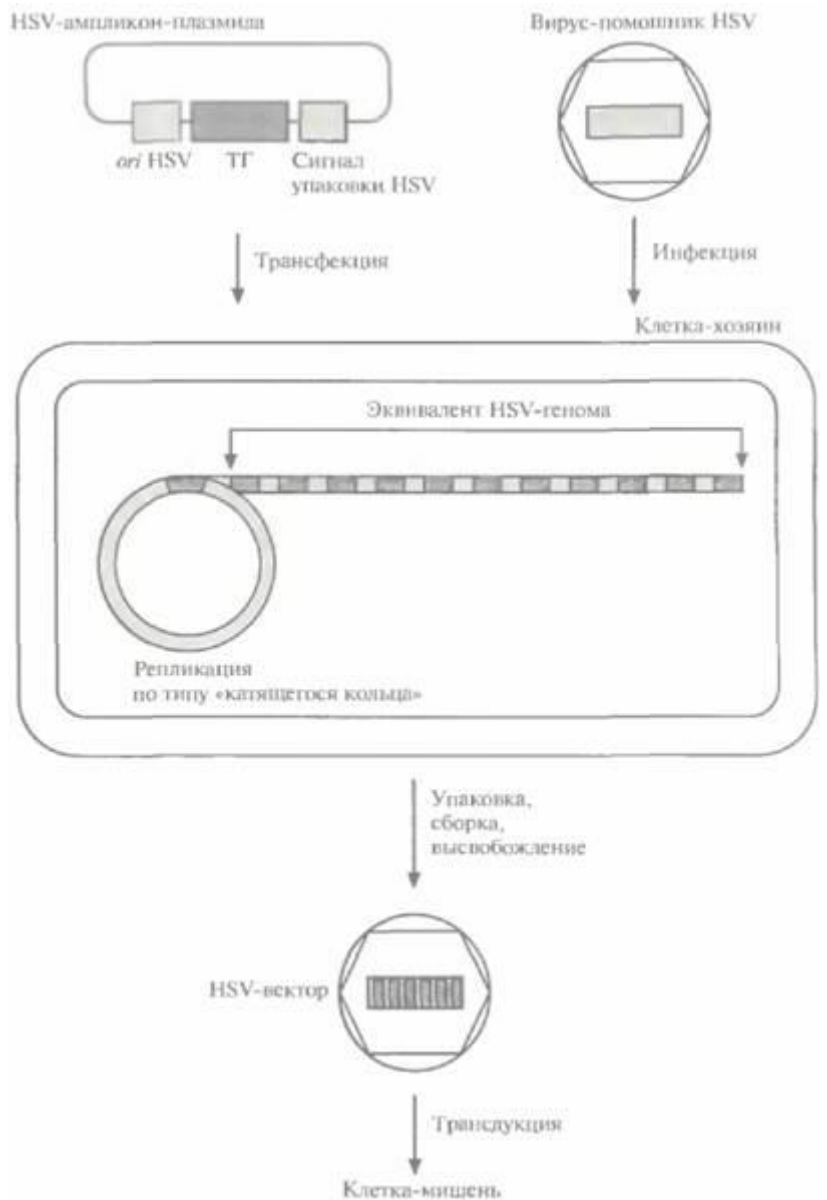 HSV-ампликон-плазмида
Вирус-помошник HSV
ori HSV
ТГ
Сигнал
упаковки HSV
Трансфекция
Инфекция
Клетка-хозяин
Эквивалент HSV-генома
Репликация
по типу «катящегося кольца»
Упаковка,
сборка,
высвобождение
HSV-вектор
Трансдукция
Клетка-мишень